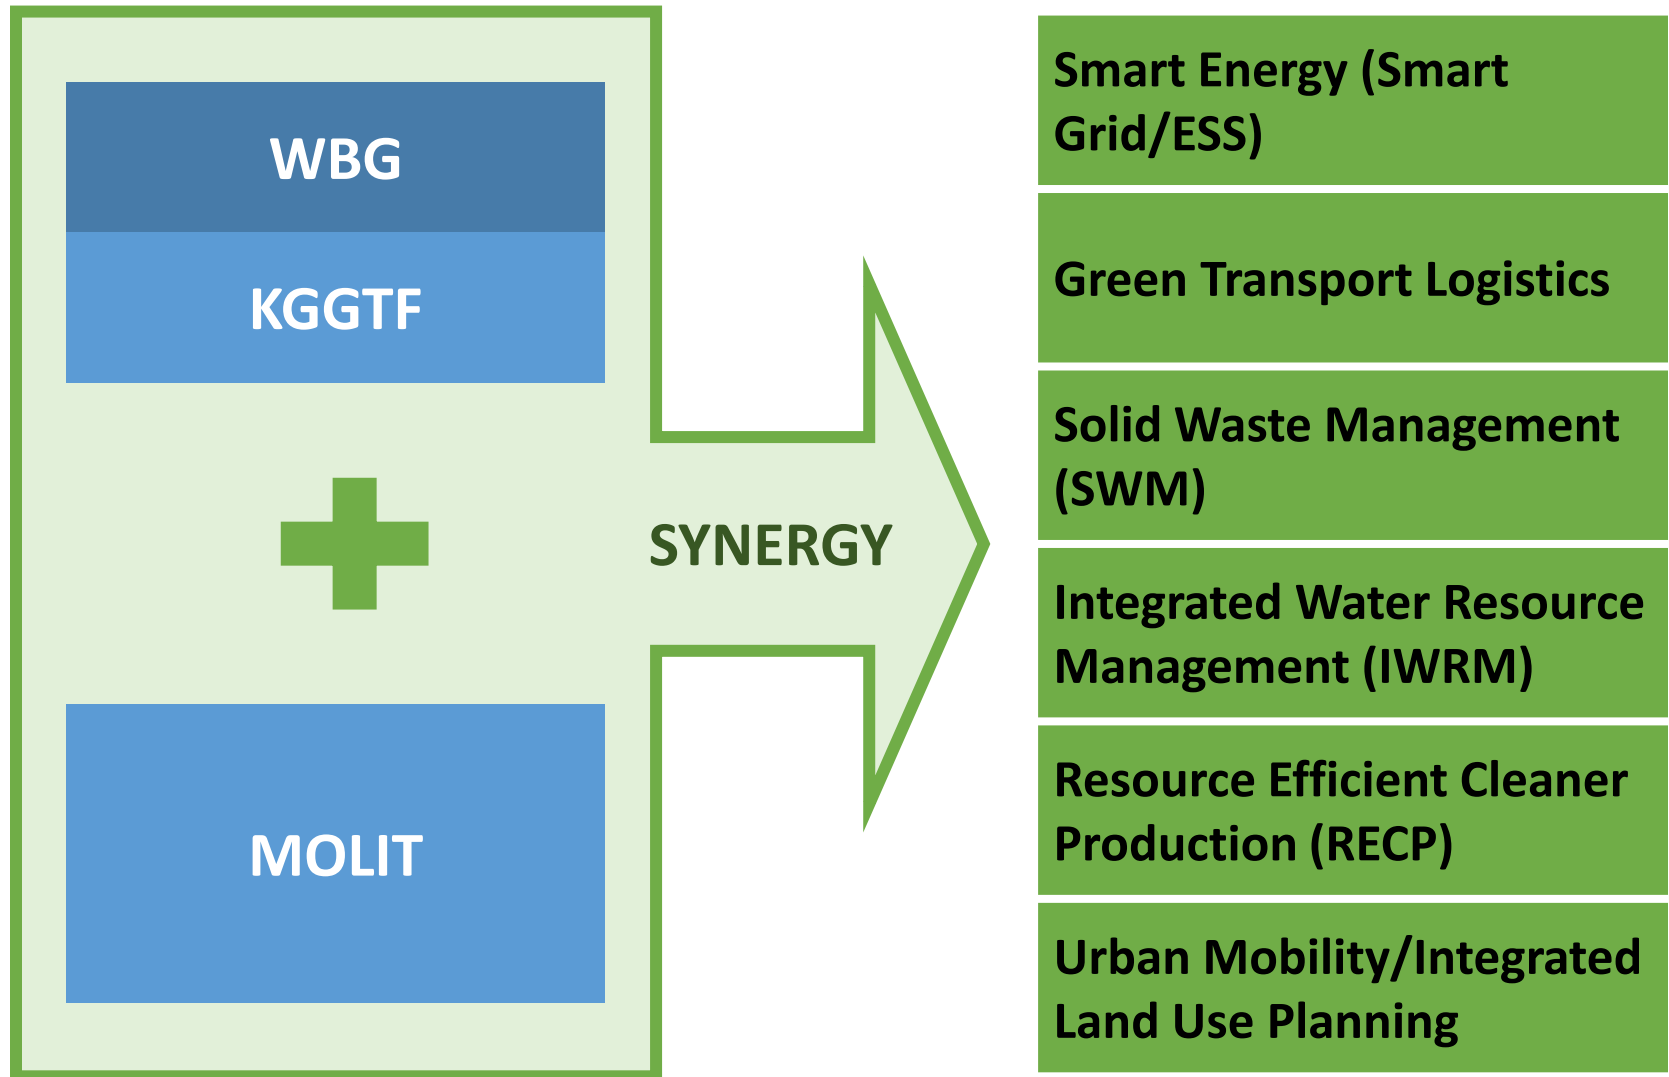 WBG
KGGTF
MOLIT
SYNERGY
Smart Energy (Smart
Grid/ESS)
Green Transport Logistics
Solid Waste Management
(SWM)
Integrated Water Resource
Management (IWRM)
Resource Efficient Cleaner
Production (RECP)
Urban Mobility/Integrated
Land Use Planning